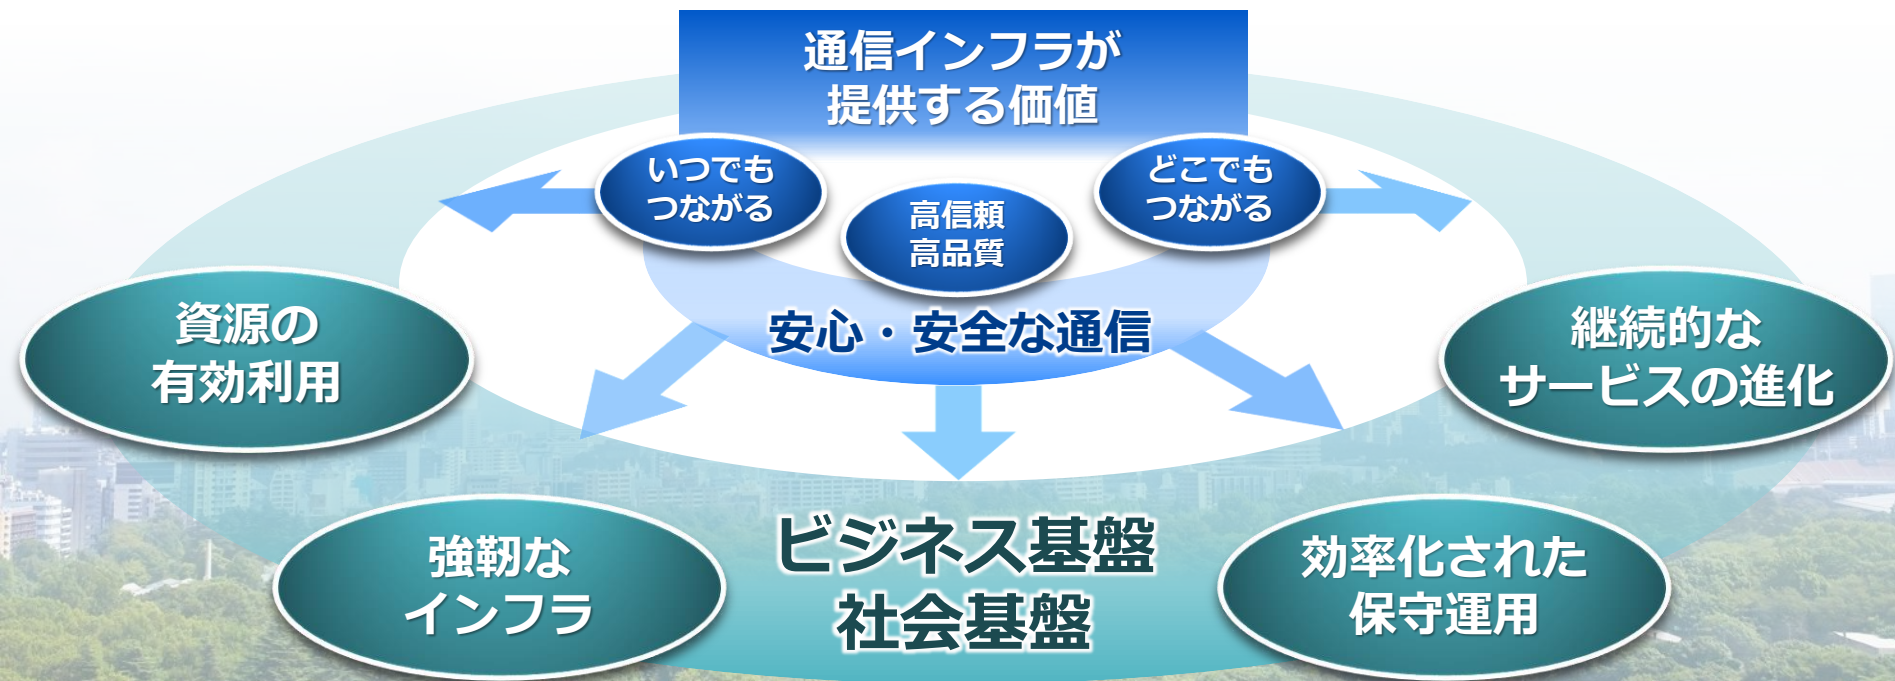 通信インフラが
提供する価値
いつでも
つながる
高信頼
高品質
どこでも
つながる
安心・安全な通信
資源の
有効利用
継続的な
サービスの進化
強靭な
インフラ
ビジネス基盤
社会基盤
効率化された
保守運用